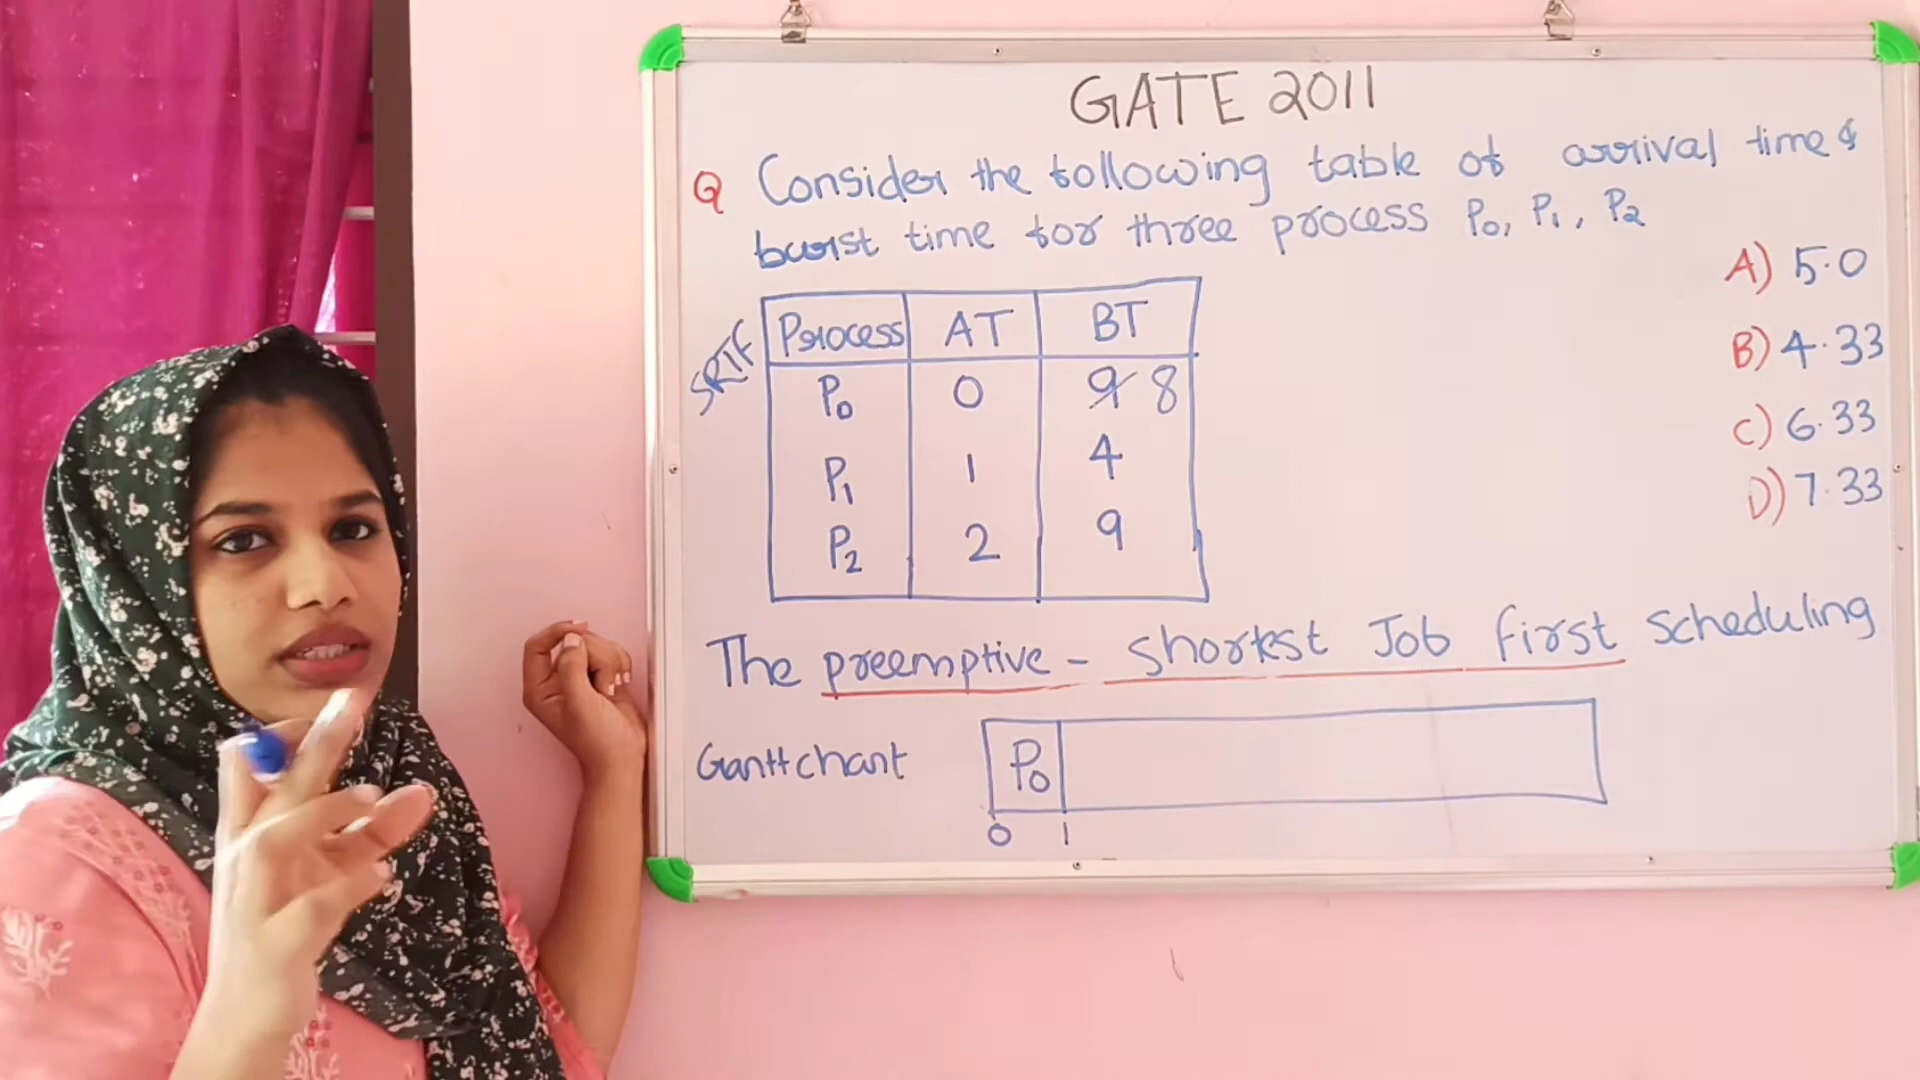 GATE 2011
Q Consider the following table of arrival time &
burst time for three process P0, P1, P2
SRTF
Process AT BT
P0 0 9 8
P1 1 4
P2 2 9
A) 5.0
B) 4.33
C) 6.33
D) 7.33
The preemptive - shortest Job first scheduling
Gantt chart P0
0 1